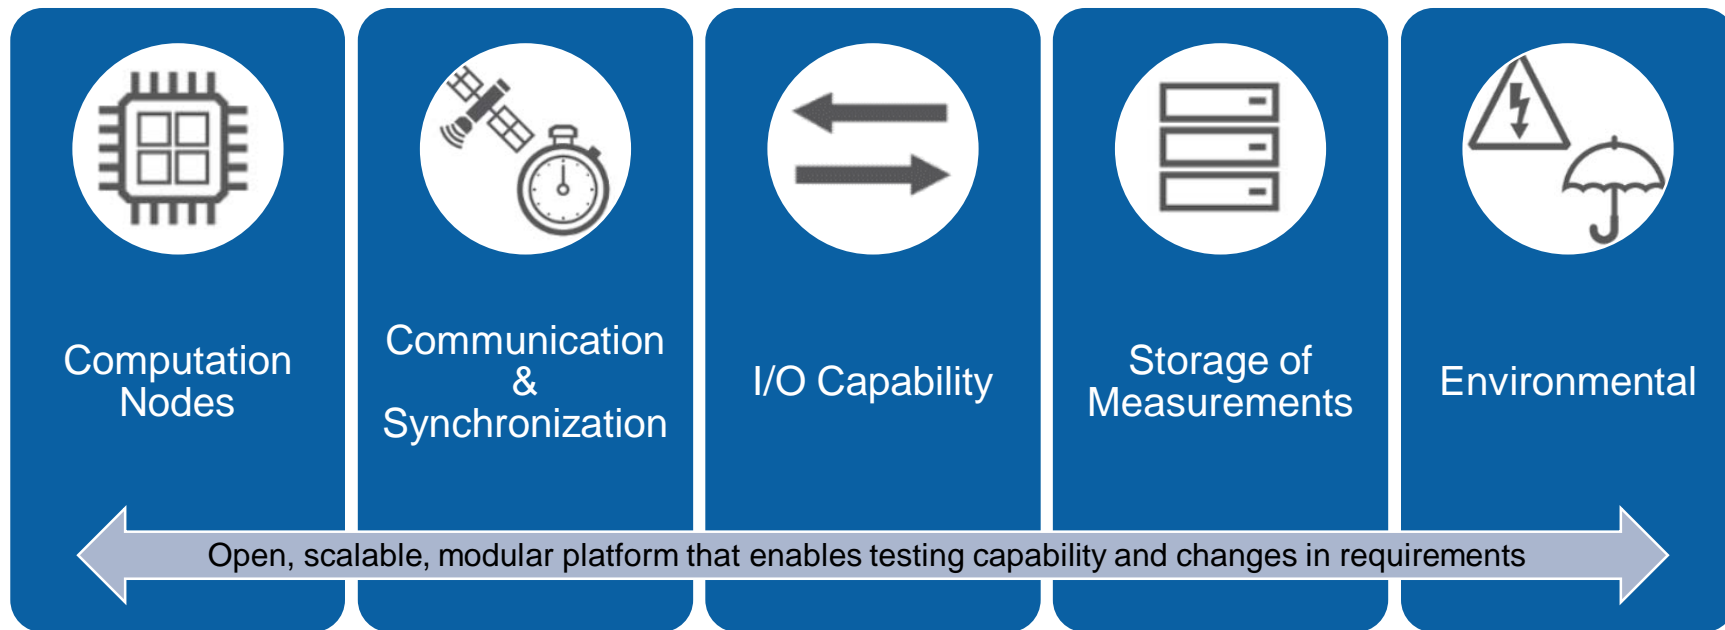 Computation
Nodes
Communication
&
Synchronization
I/O Capability
Storage of
Measurements
Environmental
Open, scalable, modular platform that enables testing capability and changes in requirements